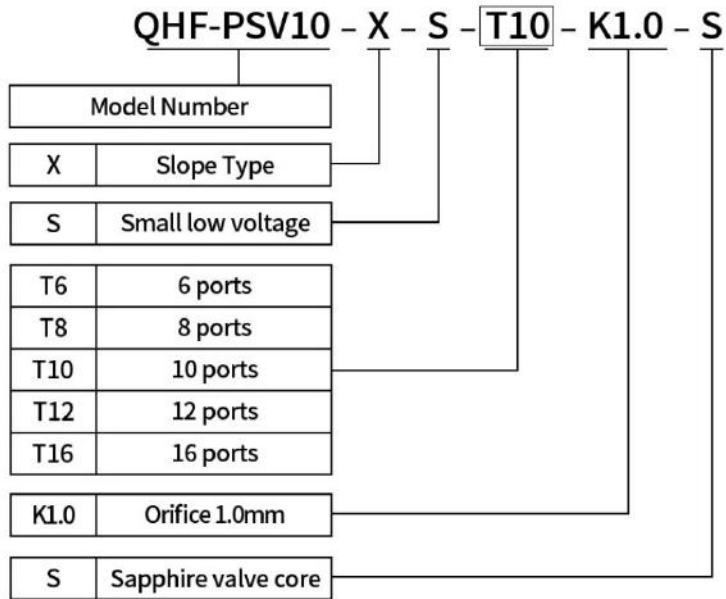 QHF-PSV10 – X – S – T10 – K1.0 – S
Model Number
X Slope Type
S Small low voltage
T6 6 ports
T8 8 ports
T10 10 ports
T12 12 ports
T16 16 ports
K1.0 Orifice 1.0mm
S Sapphire valve core